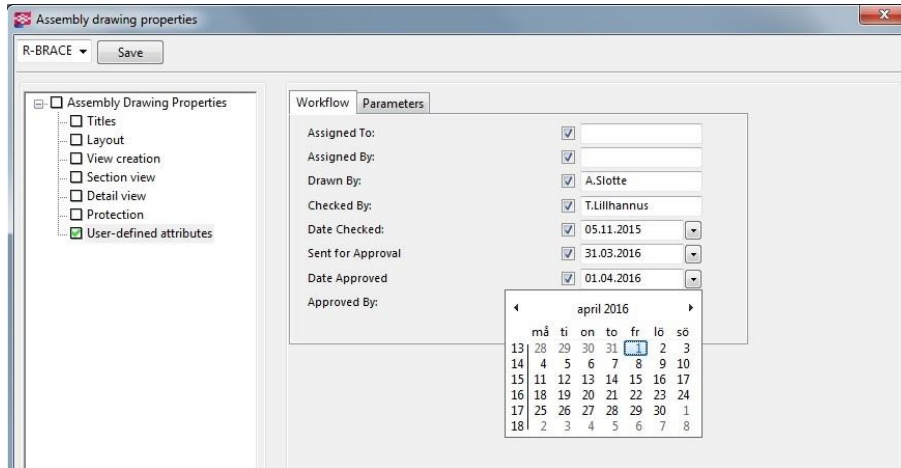 Assembly drawing properties
R-BRACE Save
Assembly Drawing Properties
Titles
Layout
View creation
Section view
Detail view
Protection
User-defined attributes
Workflow Parameters
Assigned To:
Assigned By:
Drawn By: A.Slotte
Checked By: T.Lillhannus
Date Checked: 05.11.2015
Sent for Approval 31.03.2016
Date Approved 01.04.2016
Approved By:
april 2016
må ti on to fr lö sö
13 28 29 30 31 1 2 3
14 4 5 6 7 8 9 10
15 11 12 13 14 15 16 17
16 18 19 20 21 22 23 24
17 25 26 27 28 29 30 1
18 2 3 4 5 6 7 8